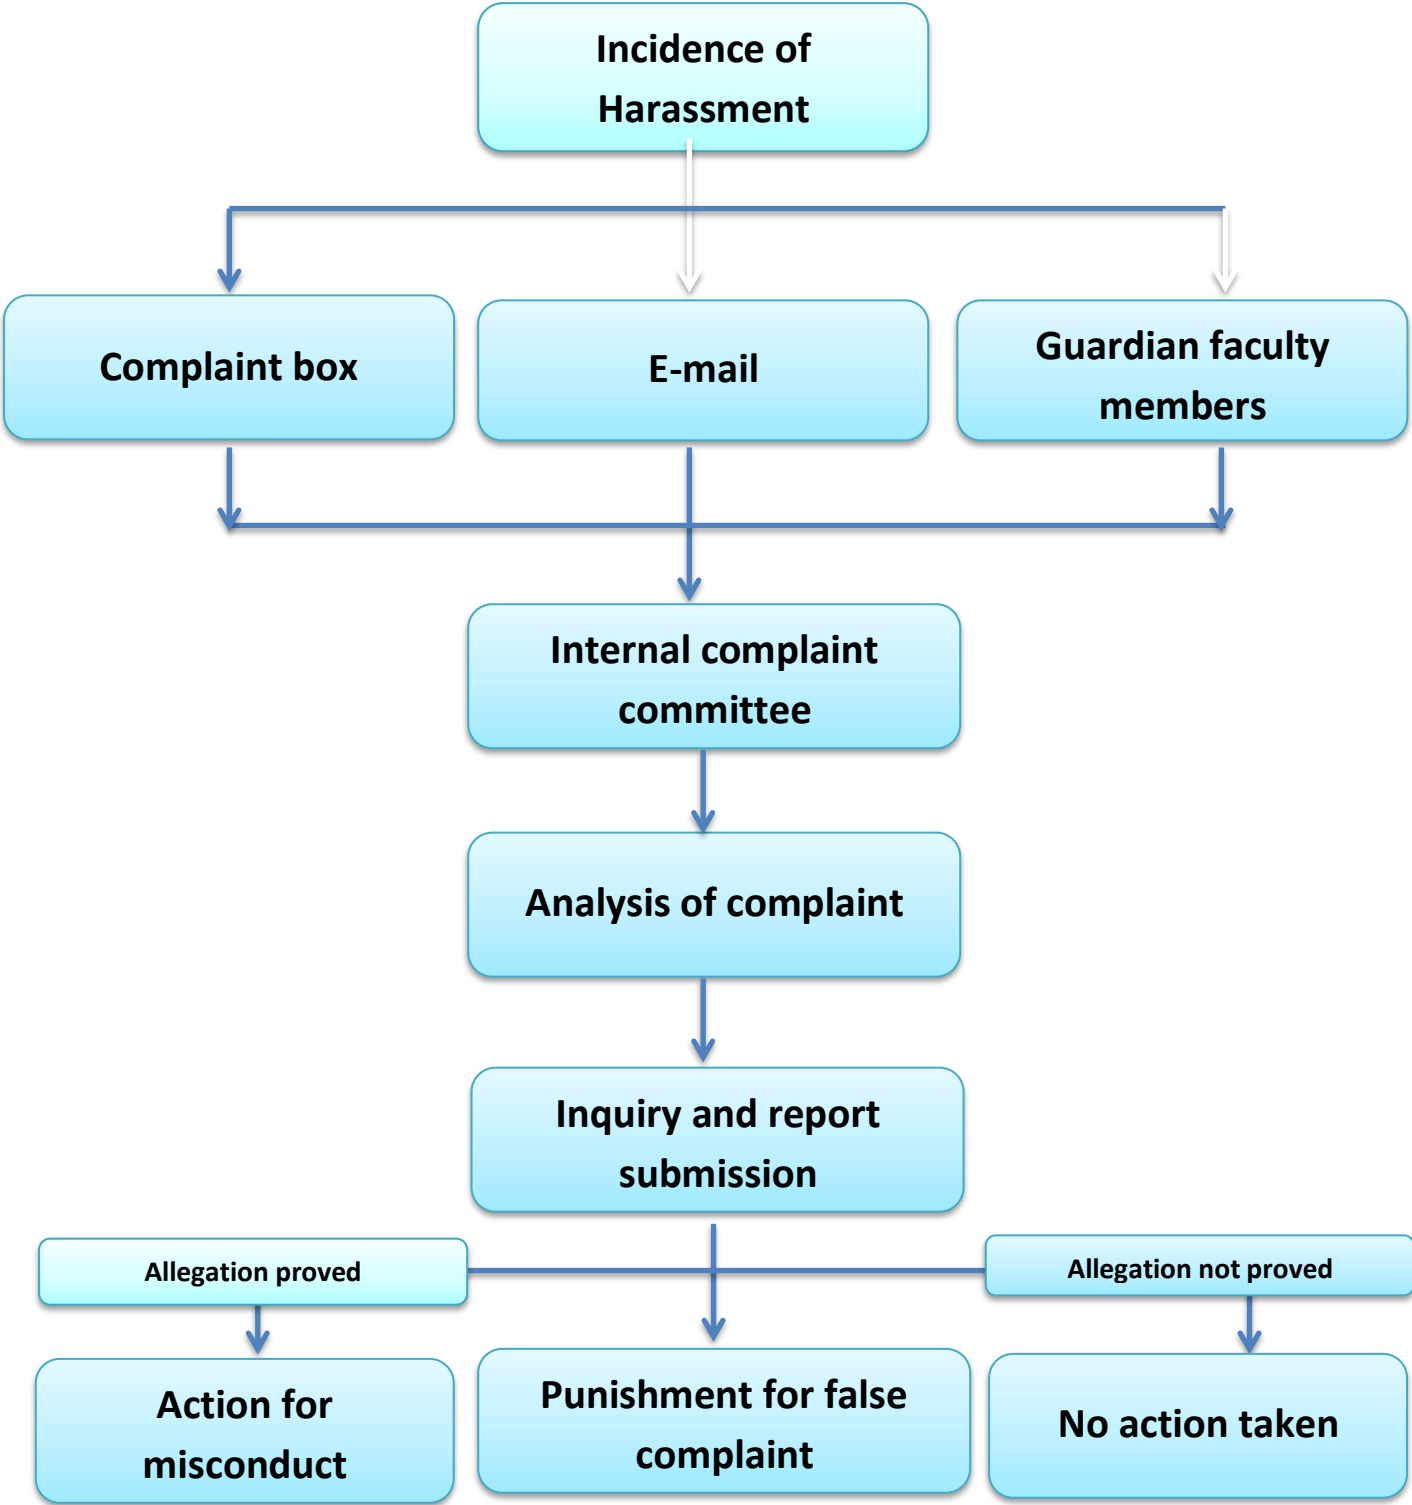 Incidence of
Harassment
Complaint box
E-mail
Guardian faculty
members
Internal complaint
committee
Analysis of complaint
Inquiry and report
submission
Allegation proved
Allegation not proved
Action for
misconduct
Punishment for false
complaint
No action taken